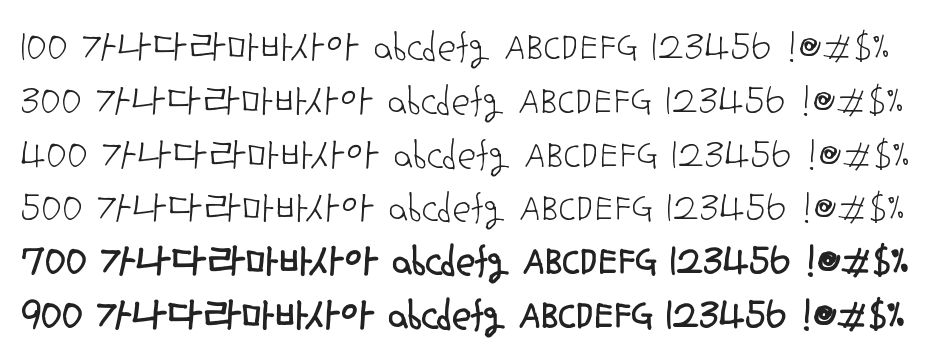 100 가나다라마바사아 abcdefg ABCDEFG 123456 !@#$%
300 가나다라마바사아 abcdefg ABCDEFG 123456 !@#$%
400 가나다라마바사아 abcdefg ABCDEFG 123456 !@#$%
500 가나다라마바사아 abcdefg ABCDEFG 123456 !@#$%
700 가나다라마바사아 abcdefg ABCDEFG 123456 !@#$%
900 가나다라마바사아 abcdefg ABCDEFG 123456 !@#$%